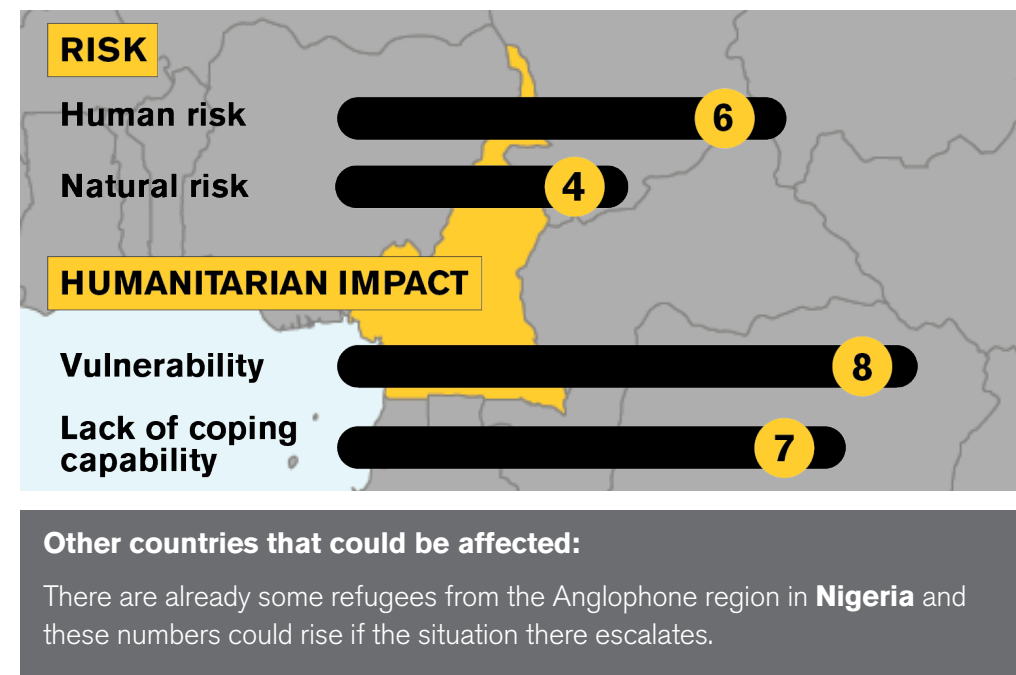 RISK
Human risk
6
Natural risk
4
HUMANITARIAN IMPACT
Vulnerability
8
Lack of coping
capability
7
Other countries that could be affected:
There are already some refugees from the Anglophone region in Nigeria and
these numbers could rise if the situation there escalates.